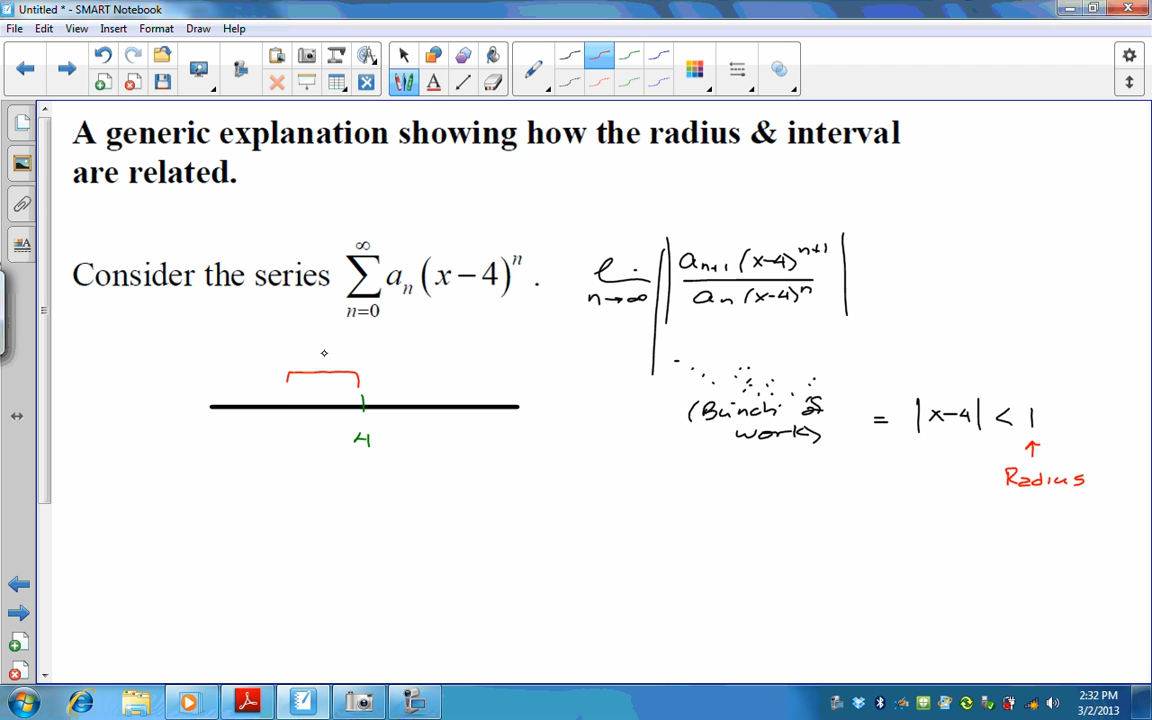 Untitled * - SMART Notebook
File Edit View Insert Format Draw Help
A generic explanation showing how the radius & interval
are related.
Consider the series ∑_{n=0}^{∞} a_n (x − 4)^n .
lim_{n→∞} | a_{n+1} (x-4)^{n+1} / a_n (x-4)^n |
(Bunch of
work)
= |x-4| < 1
↑
Radius
4
2:32 PM
3/2/2013